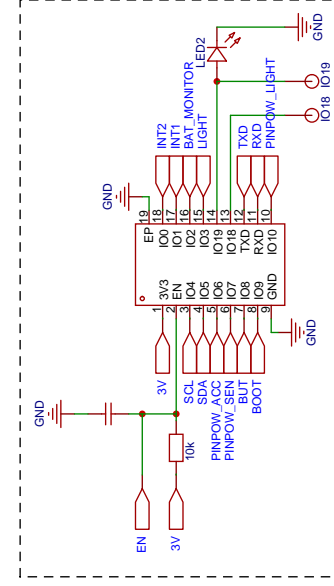 GND
LED2
IO19
IO18
INT2
INT1
BAT_MONITOR
LIGHT
TXD
RXD
PINPOW_LIGHT
GND
19
18
17
16
15
14
13
12
11
10
EP
IO0
IO1
IO2
IO3
IO19
IO18
TXD
RXD
IO10
3V3
EN
IO4
IO5
IO6
IO7
IO8
IO9
GND
1
2
3
4
5
6
7
8
9
3V
SCL
SDA
PINPOW_ACC
PINPOW_SEN
BUT
BOOT
GND
GND
10k
EN
3V